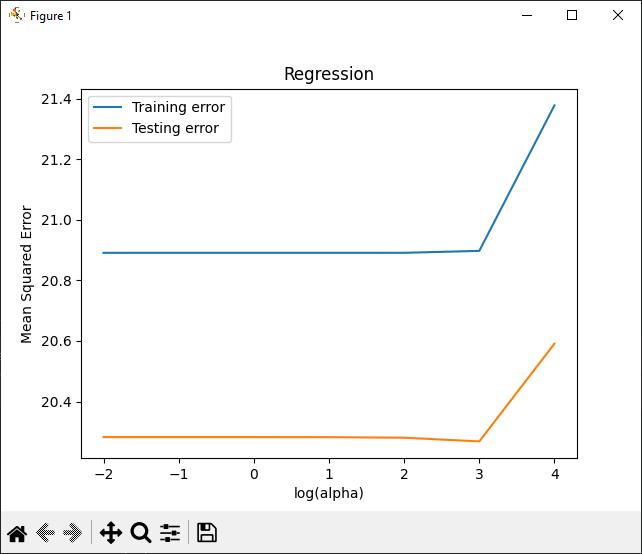 Figure 1
Regression
Training error
Testing error
21.4
21.2
21.0
20.8
20.6
20.4
Mean Squared Error
−2
−1
0
1
2
3
4
log(alpha)